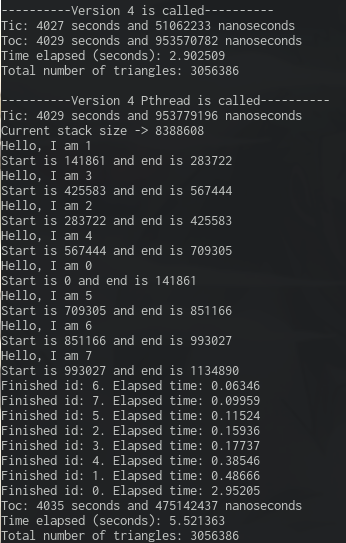 ----------Version 4 is called----------
Tic: 4027 seconds and 51062233 nanoseconds
Toc: 4029 seconds and 953570782 nanoseconds
Time elapsed (seconds): 2.902509
Total number of triangles: 3056386
----------Version 4 Pthread is called----------
Tic: 4029 seconds and 953779196 nanoseconds
Current stack size -> 8388608
Hello, I am 1
Start is 141861 and end is 283722
Hello, I am 3
Start is 425583 and end is 567444
Hello, I am 2
Start is 283722 and end is 425583
Hello, I am 4
Start is 567444 and end is 709305
Hello, I am 0
Start is 0 and end is 141861
Hello, I am 5
Start is 709305 and end is 851166
Hello, I am 6
Start is 851166 and end is 993027
Hello, I am 7
Start is 993027 and end is 1134890
Finished id: 6. Elapsed time: 0.06346
Finished id: 7. Elapsed time: 0.09959
Finished id: 5. Elapsed time: 0.11524
Finished id: 2. Elapsed time: 0.15936
Finished id: 3. Elapsed time: 0.17737
Finished id: 4. Elapsed time: 0.38546
Finished id: 1. Elapsed time: 0.48666
Finished id: 0. Elapsed time: 2.95205
Toc: 4035 seconds and 475142437 nanoseconds
Time elapsed (seconds): 5.521363
Total number of triangles: 3056386